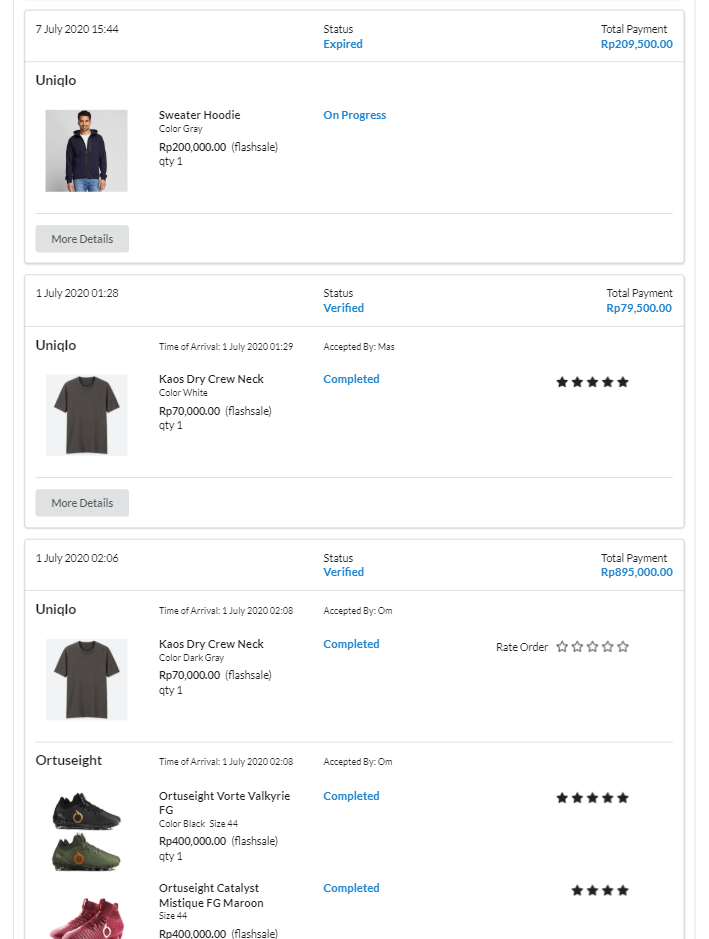 7 July 2020 15:44
Status
Expired
Total Payment
Rp209,500.00
Uniqlo
Sweater Hoodie
Color Gray
Rp200,000.00 (flashsale)
qty 1
On Progress
More Details
1 July 2020 01:28
Status
Verified
Total Payment
Rp79,500.00
Uniqlo
Time of Arrival: 1 July 2020 01:29
Accepted By: Mas
Kaos Dry Crew Neck
Color White
Rp70,000.00 (flashsale)
qty 1
Completed
More Details
1 July 2020 02:06
Status
Verified
Total Payment
Rp895,000.00
Uniqlo
Time of Arrival: 1 July 2020 02:08
Accepted By: Om
Kaos Dry Crew Neck
Color Dark Gray
Rp70,000.00 (flashsale)
qty 1
Completed
Rate Order
Ortuseight
Time of Arrival: 1 July 2020 02:08
Accepted By: Om
Ortuseight Vorte Valkyrie
FG
Color Black Size 44
Rp400,000.00 (flashsale)
qty 1
Completed
Ortuseight Catalyst
Mistique FG Maroon
Size 44
Rp400,000.00 (flashsale)
Completed